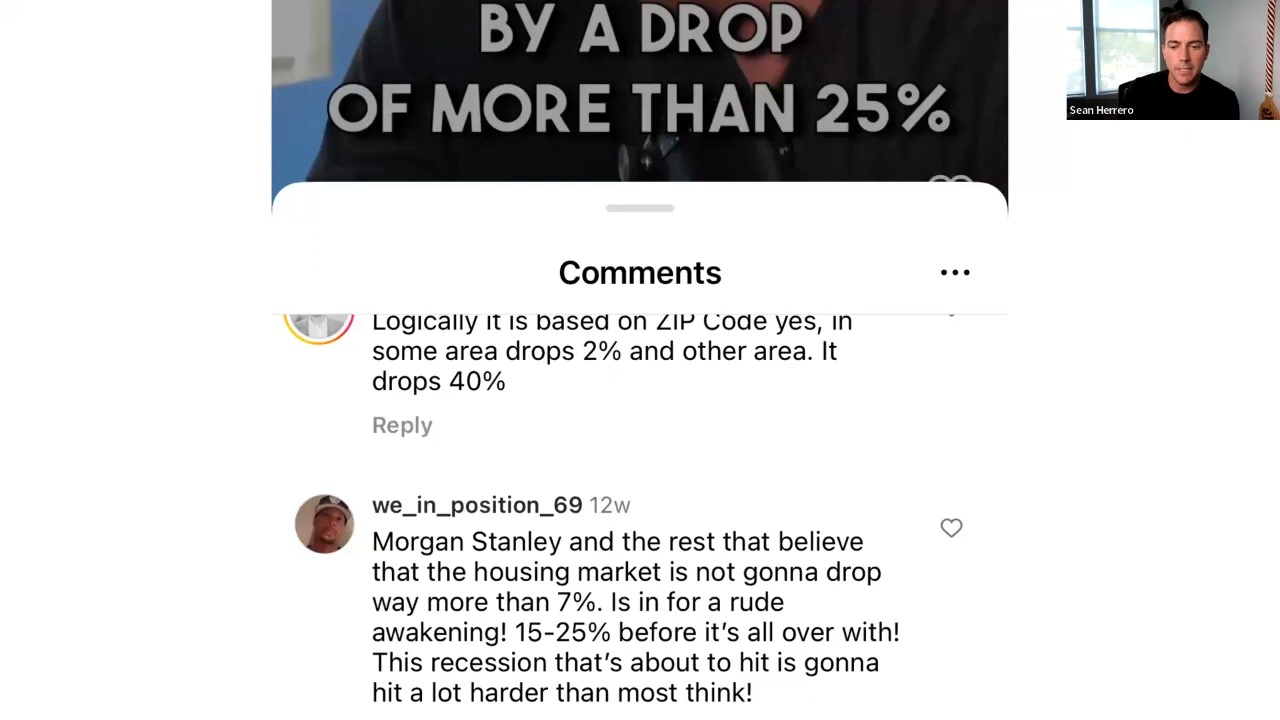 BY A DROP
OF MORE THAN 25%
Sean Herrero
Comments
Logically it is based on ZIP Code yes, in
some area drops 2% and other area. It
drops 40%
Reply
we_in_position_69 12w
Morgan Stanley and the rest that believe
that the housing market is not gonna drop
way more than 7%. Is in for a rude
awakening! 15-25% before it’s all over with!
This recession that’s about to hit is gonna
hit a lot harder than most think!